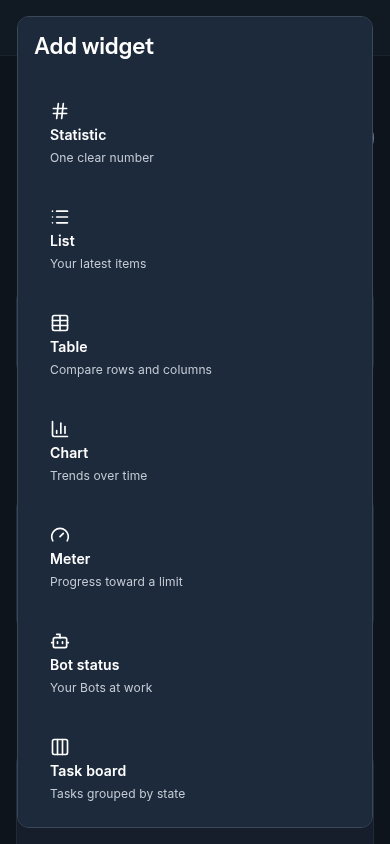 Add widget
Statistic
One clear number
List
Your latest items
Table
Compare rows and columns
Chart
Trends over time
Meter
Progress toward a limit
Bot status
Your Bots at work
Task board
Tasks grouped by state